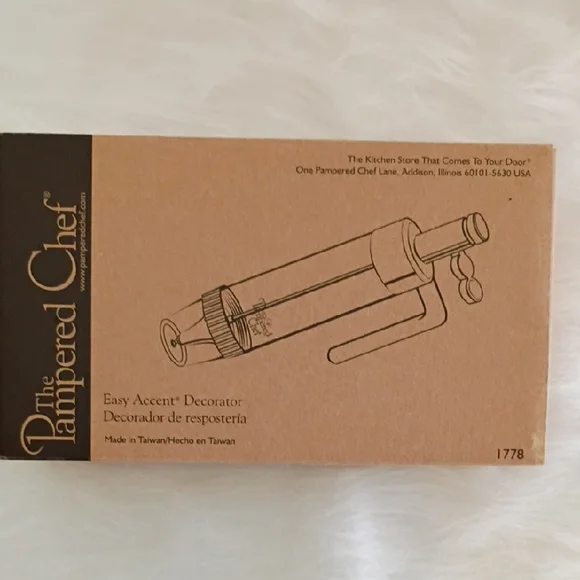 The Kitchen Store That Comes To Your Door®
One Pampered Chef Lane, Addison, Illinois 60101-5630 USA
The
Pampered Chef®
www.pamperedchef.com
Easy Accent® Decorator
Decorador de respostería
Made in Taiwan/Hecho en Taiwan
1778